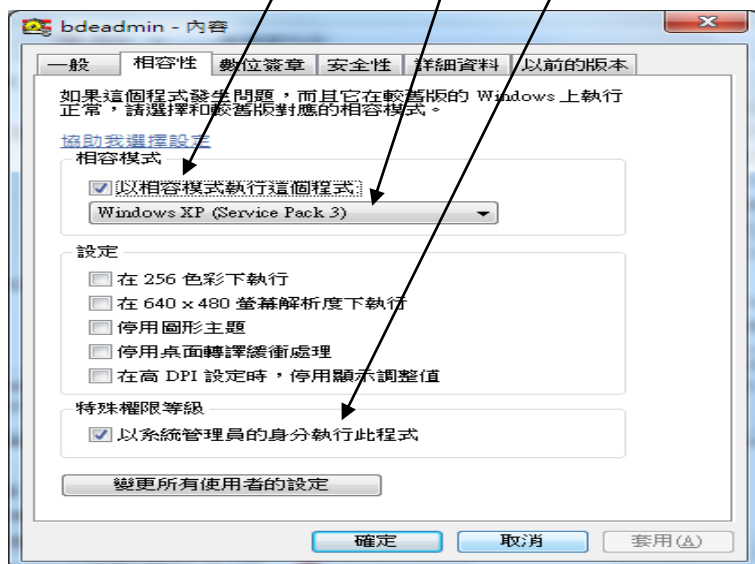 bdeadmin - 內容
一般 相容性 數位簽章 安全性 詳細資料 以前的版本
如果這個程式發生問題，而且它在較舊版的 Windows 上執行
正常，請選擇和較舊版對應的相容模式。
協助我選擇設定
相容模式
以相容模式執行這個程式:
Windows XP (Service Pack 3)
設定
在 256 色彩下執行
在 640 x 480 螢幕解析度下執行
停用圖形主題
停用桌面轉譯緩衝處理
在高 DPI 設定時，停用顯示調整值
特殊權限等級
以系統管理員的身分執行此程式
變更所有使用者的設定
確定 取消 套用(A)